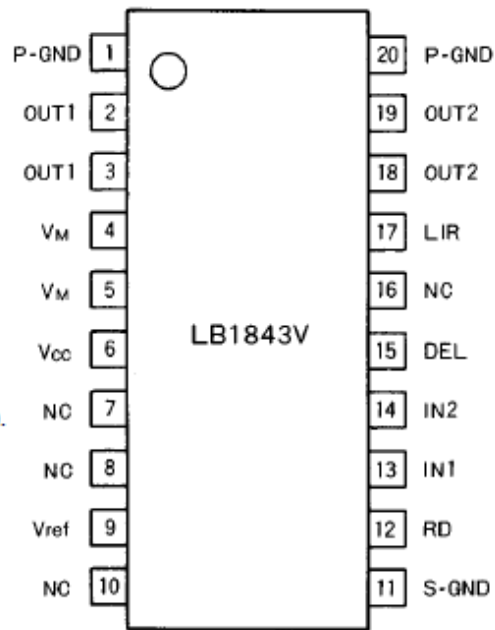 P-GND 1 20 P-GND
OUT1 2 19 OUT2
OUT1 3 18 OUT2
VM 4 17 LIR
VM 5 16 NC
LB1843V
Vcc 6 15 DEL
NC 7 14 IN2
NC 8 13 IN1
Vref 9 12 RD
NC 10 11 S-GND